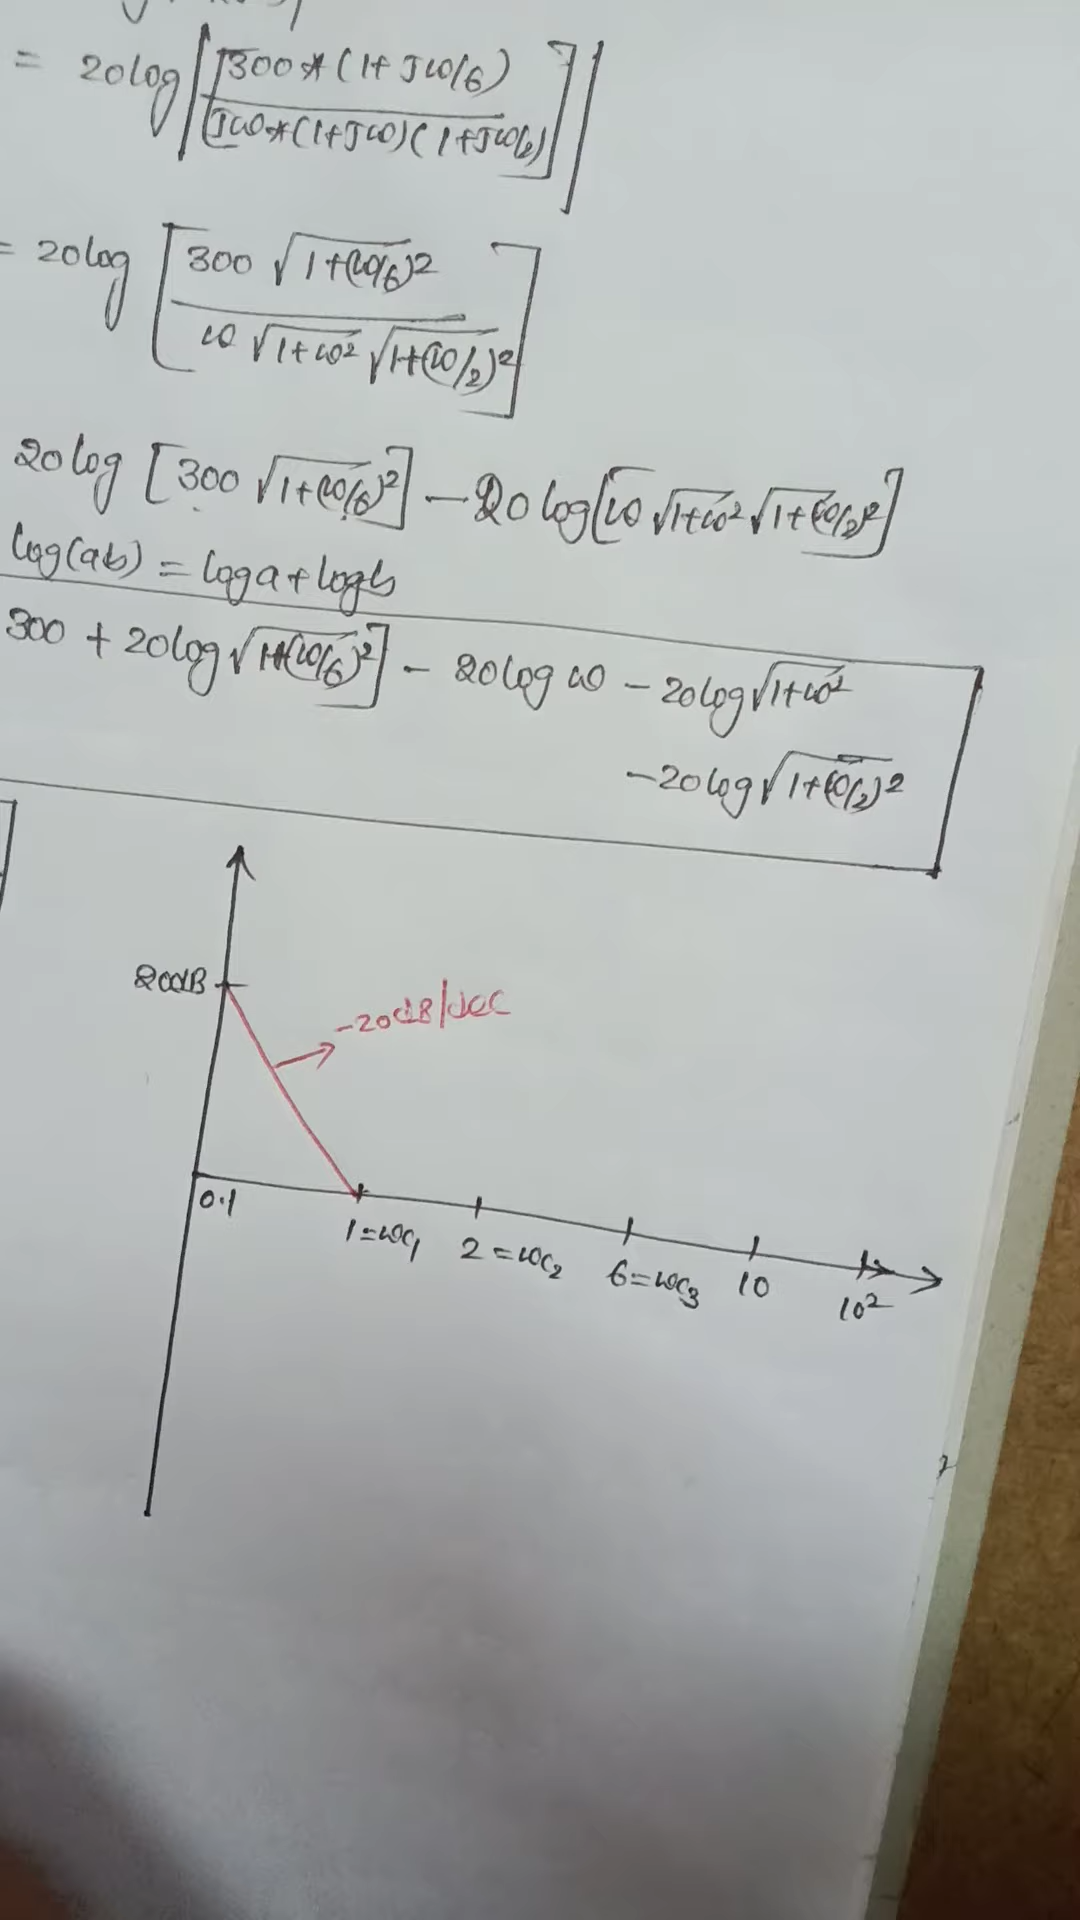 = 20log |[300*(1+Jω/6) / Jω*(1+Jω)(1+Jω/2)]|
= 20log [300 √1+(ω/6)² / ω √1+ω² √1+(ω/2)²]
20log [300 √1+(ω/6)²] - 20log[ω √1+ω² √1+(ω/2)²]
log(ab) = loga + logb
300 + 20log √1+(ω/6)²] - 20log ω - 20log √1+ω²
-20log √1+(ω/2)²
20dB
-20dB/dec
0.1
1=ωc1 2=ωc2 6=ωc3 10 10²